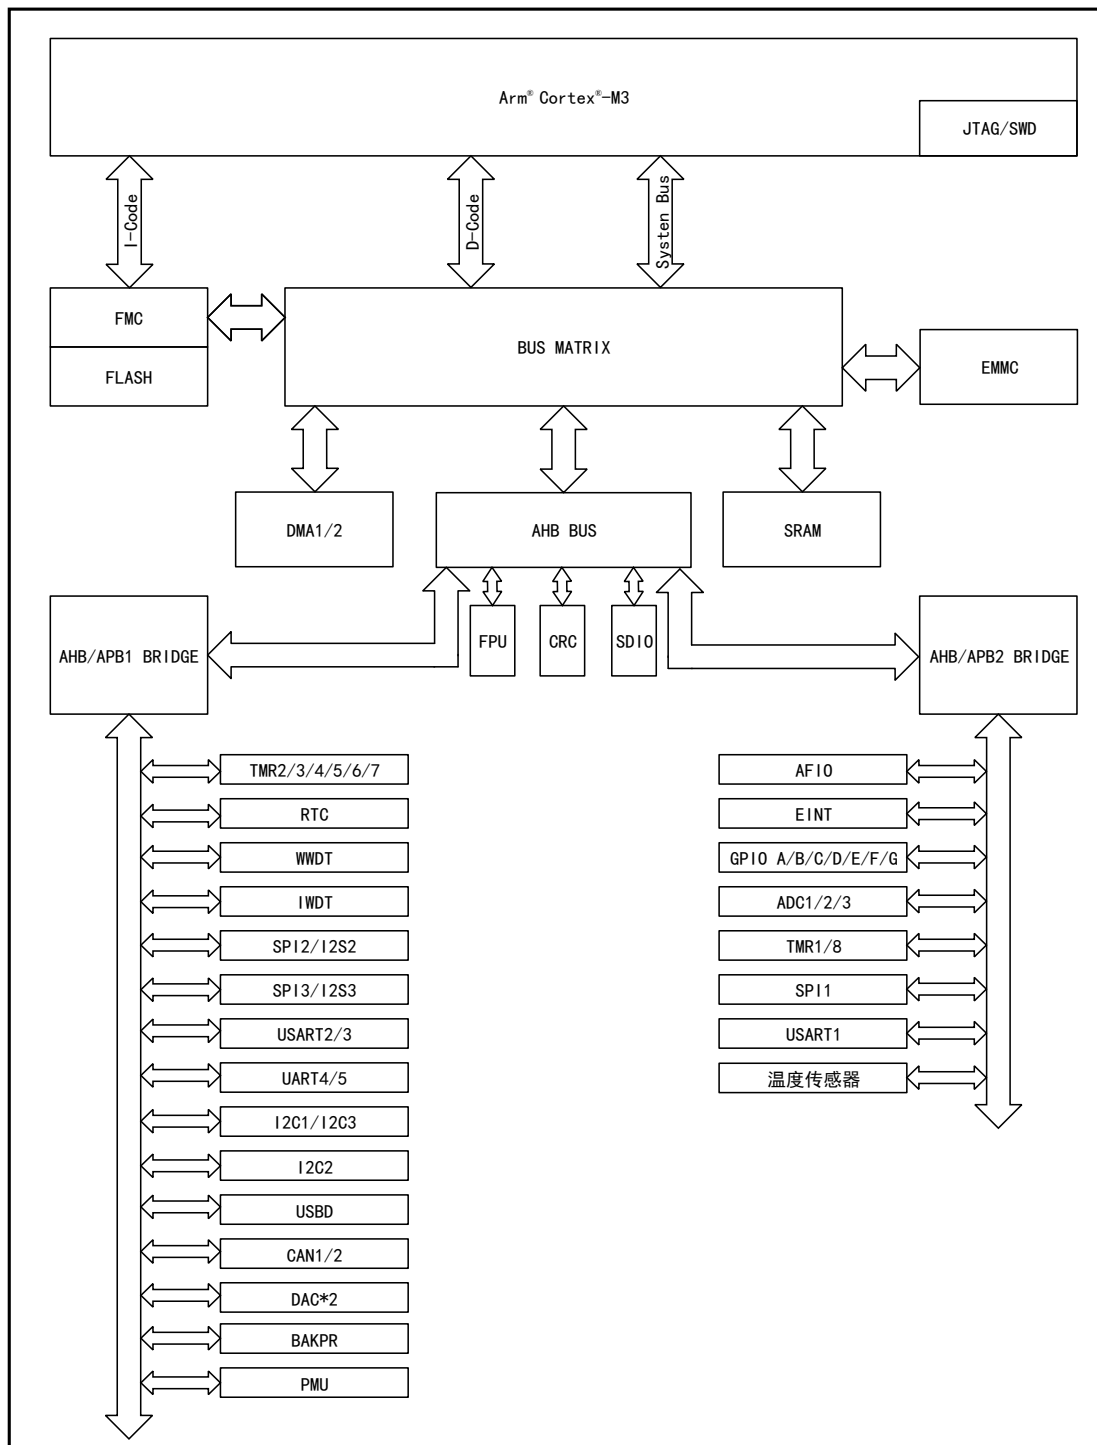 Arm® Cortex®-M3
JTAG/SWD
I-Code
D-Code
Systen Bus
FMC
FLASH
BUS MATRIX
EMMC
DMA1/2
AHB BUS
SRAM
FPU
CRC
SDIO
AHB/APB1 BRIDGE
AHB/APB2 BRIDGE
TMR2/3/4/5/6/7
RTC
WWDT
IWDT
SPI2/I2S2
SPI3/I2S3
USART2/3
UART4/5
I2C1/I2C3
I2C2
USBD
CAN1/2
DAC*2
BAKPR
PMU
AFIO
EINT
GPIO A/B/C/D/E/F/G
ADC1/2/3
TMR1/8
SPI1
USART1
温度传感器